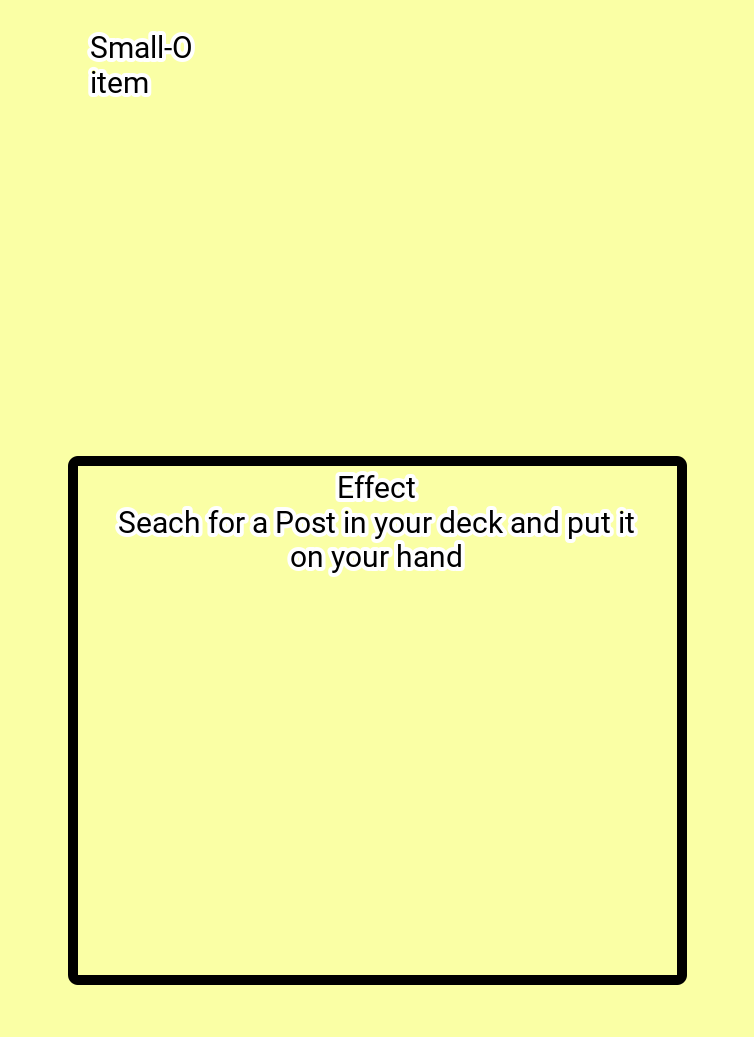 Small-O
item
Effect
Seach for a Post in your deck and put it
on your hand